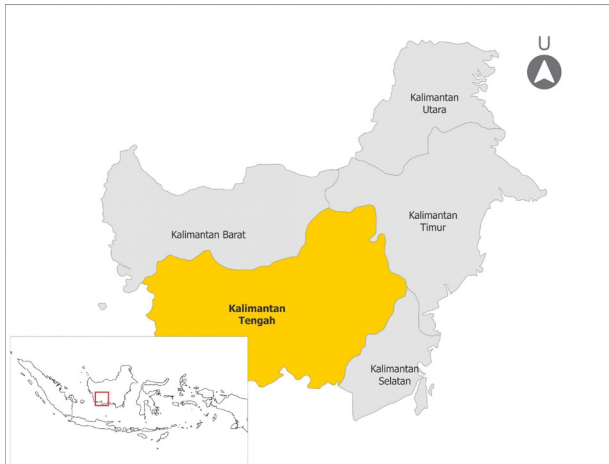 U
Kalimantan
Utara
Kalimantan Barat
Kalimantan
Timur
Kalimantan
Tengah
Kalimantan
Selatan